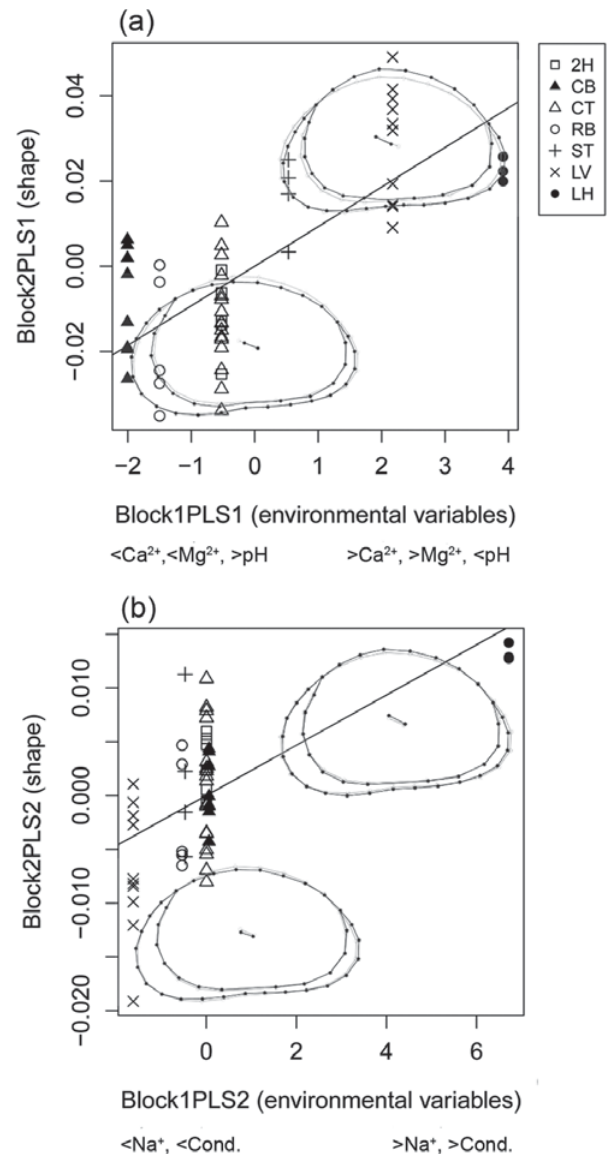 (a)
2H
CB
CT
RB
ST
LV
LH
Block2PLS1 (shape)
0.04
0.02
0.00
−0.02
−2 −1 0 1 2 3 4
Block1PLS1 (environmental variables)
<Ca²⁺,<Mg²⁺, >pH >Ca²⁺, >Mg²⁺, <pH
(b)
Block2PLS2 (shape)
0.010
0.000
−0.010
−0.020
0 2 4 6
Block1PLS2 (environmental variables)
<Na⁺, <Cond. >Na⁺, >Cond.